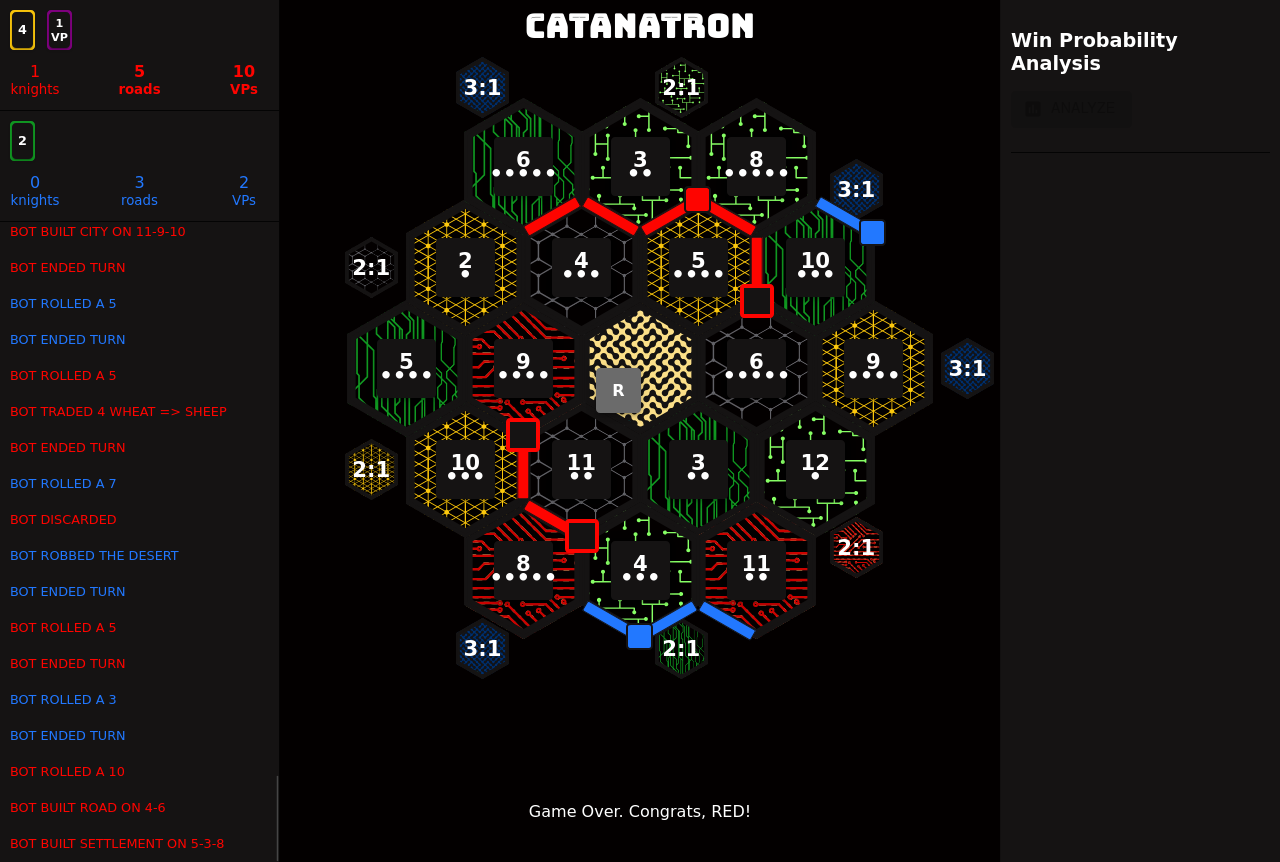 4
1
VP
1
5
10
knights
roads
VPs
2
0
3
2
knights
roads
VPs
BOT BUILT CITY ON 11-9-10
BOT ENDED TURN
BOT ROLLED A 5
BOT ENDED TURN
BOT ROLLED A 5
BOT TRADED 4 WHEAT => SHEEP
BOT ENDED TURN
BOT ROLLED A 7
BOT DISCARDED
BOT ROBBED THE DESERT
BOT ENDED TURN
BOT ROLLED A 5
BOT ENDED TURN
BOT ROLLED A 3
BOT ENDED TURN
BOT ROLLED A 10
BOT BUILT ROAD ON 4-6
BOT BUILT SETTLEMENT ON 5-3-8
CATANATRON
3:1
2:1
6
3
8
3:1
2:1
2
4
5
10
5
9
R
6
9
3:1
2:1
10
11
3
12
8
4
11
2:1
3:1
2:1
Game Over. Congrats, RED!
Win Probability
Analysis
ANALYZE